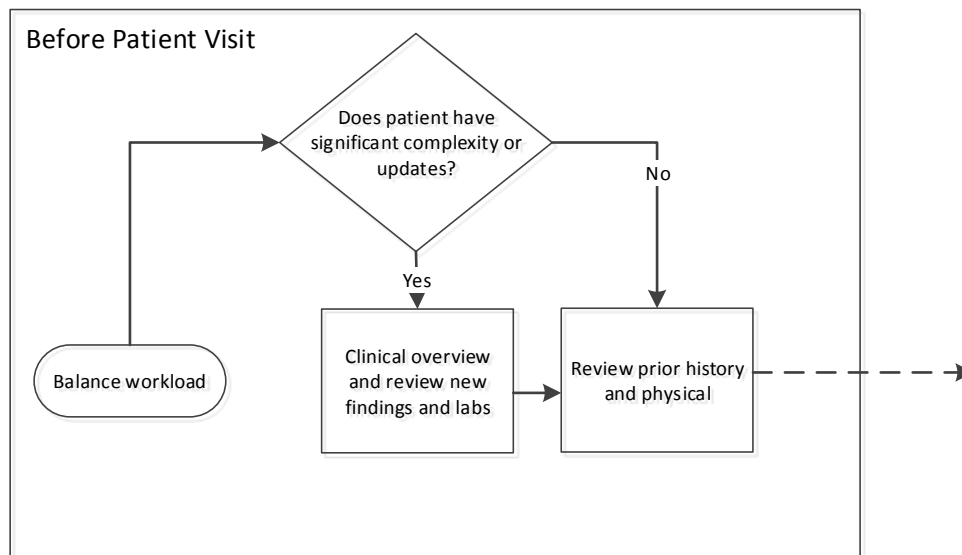 Before Patient Visit
Does patient have
significant complexity or
updates?
No
Yes
Balance workload
Clinical overview
and review new
findings and labs
Review prior history
and physical